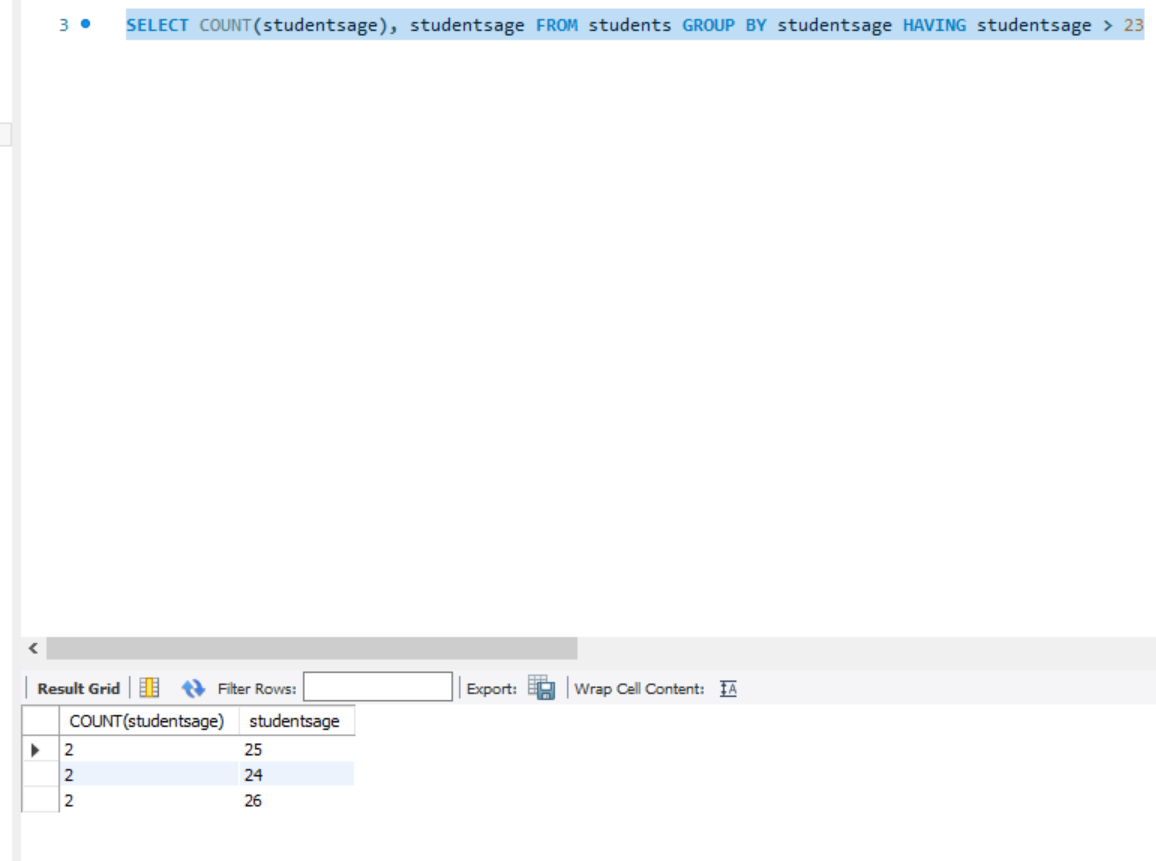 3 SELECT COUNT(studentsage), studentsage FROM students GROUP BY studentsage HAVING studentsage > 23
Result Grid Filter Rows: Export: Wrap Cell Content: IA
COUNT(studentsage) studentsage
2 25
2 24
2 26